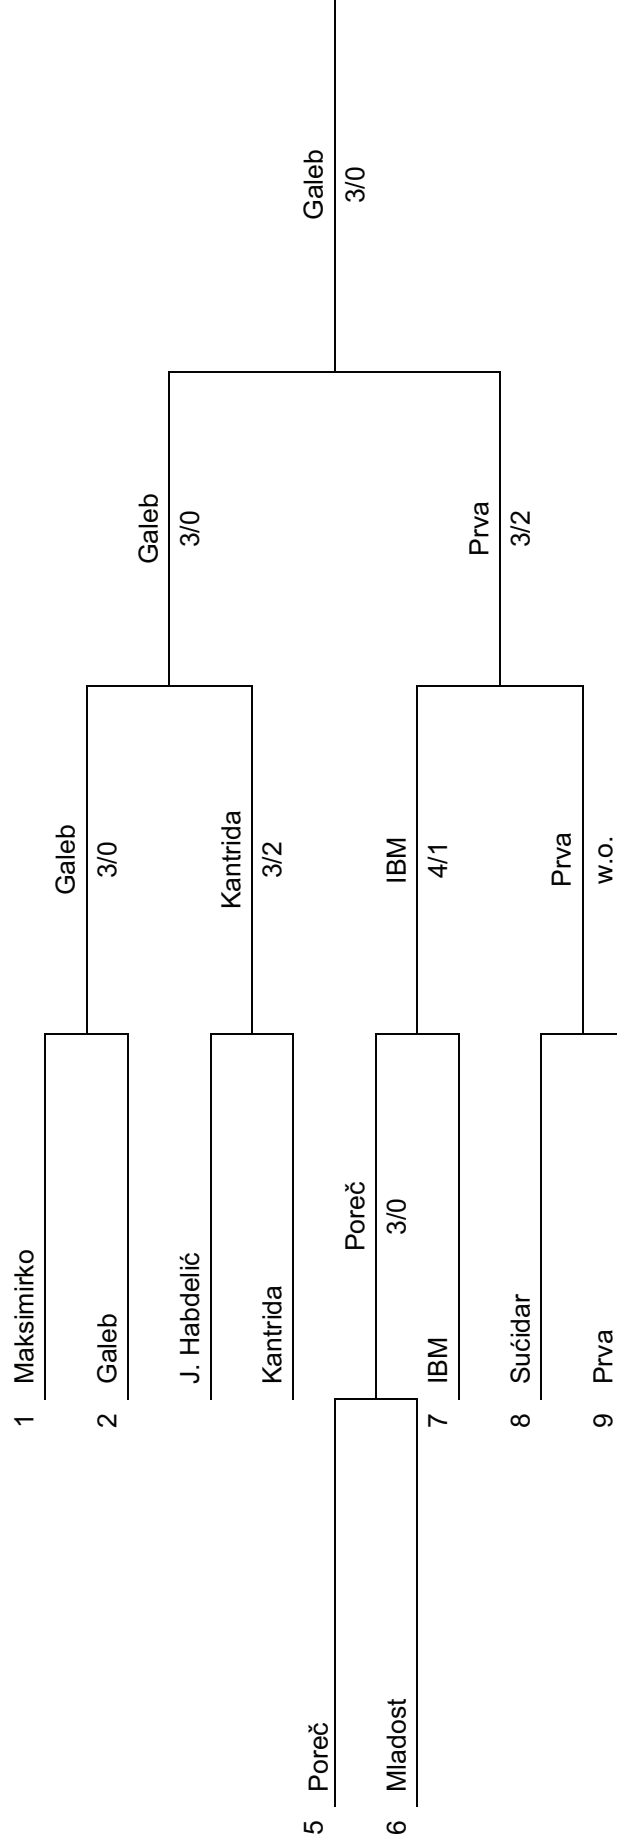 1 Maksimirko
2 Galeb
J. Habdelić
Kantrida
5 Poreč
6 Mladost
7 IBM
8 Sućidar
9 Prva
Poreč
3/0
Galeb
3/0
Kantrida
3/2
IBM
4/1
Prva
w.o.
Galeb
3/0
Prva
3/2
Galeb
3/0